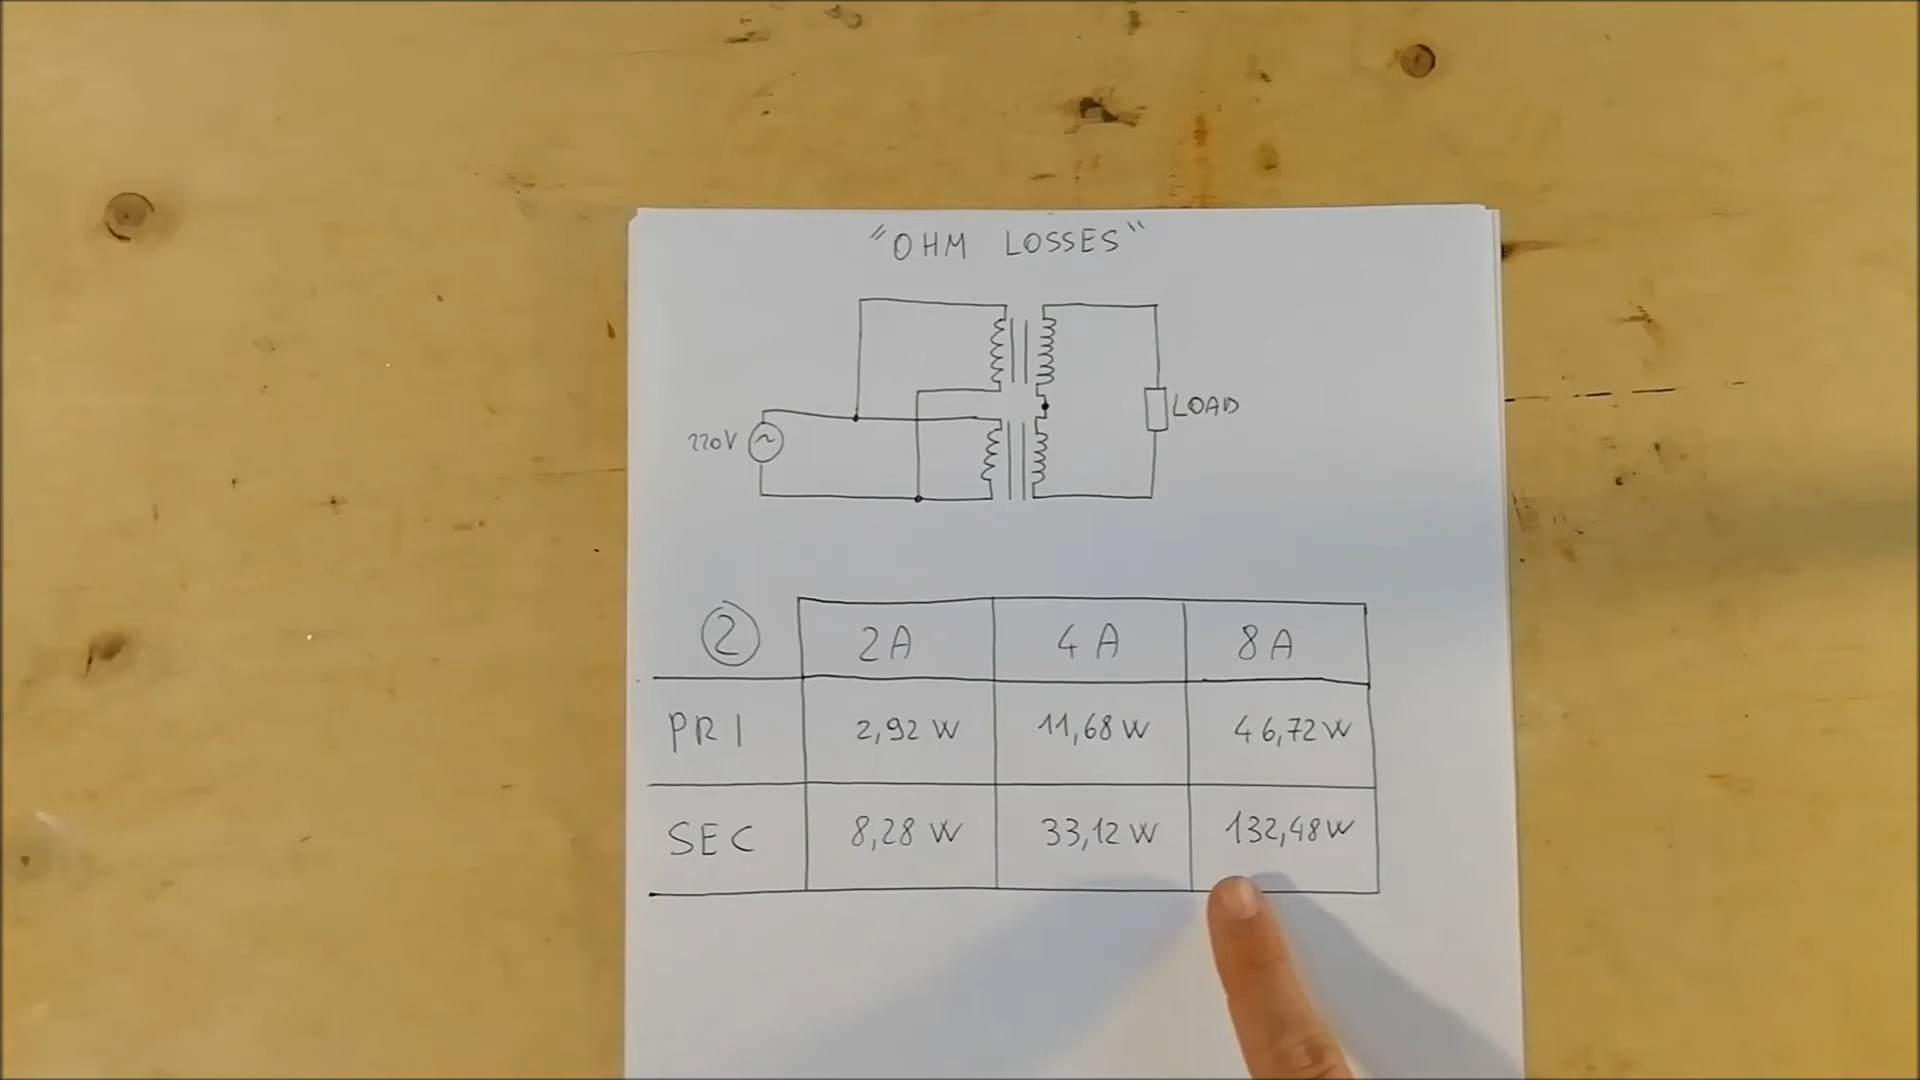 "OHM LOSSES"
220V
~
LOAD
2 2A 4A 8A
PRI 2,92 W 11,68 W 46,72 W
SEC 8,28 W 33,12 W 132,48 W